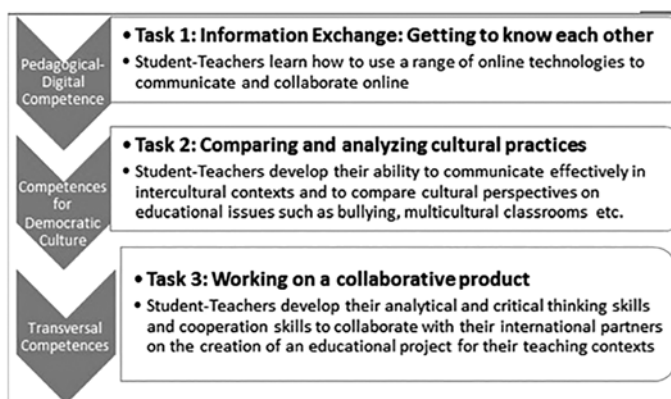 Pedagogical-
Digital
Competence
• Task 1: Information Exchange: Getting to know each other
• Student-Teachers learn how to use a range of online technologies to
communicate and collaborate online
Competences
for
Democratic
Culture
• Task 2: Comparing and analyzing cultural practices
• Student-Teachers develop their ability to communicate effectively in
intercultural contexts and to compare cultural perspectives on
educational issues such as bullying, multicultural classrooms etc.
Transversal
Competences
• Task 3: Working on a collaborative product
• Student-Teachers develop their analytical and critical thinking skills
and cooperation skills to collaborate with their international partners
on the creation of an educational project for their teaching contexts